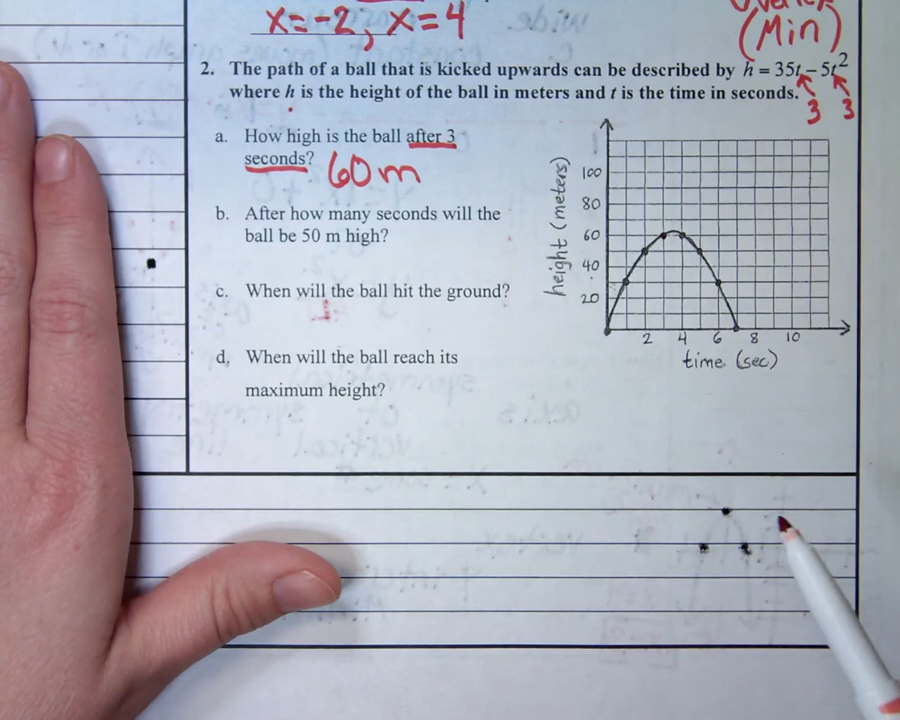 x=-2, x=4
(Min)
2. The path of a ball that is kicked upwards can be described by h = 35t - 5t²
where h is the height of the ball in meters and t is the time in seconds.
3 3
a. How high is the ball after 3
seconds? 60 m
b. After how many seconds will the
ball be 50 m high?
c. When will the ball hit the ground?
d. When will the ball reach its
maximum height?
height (meters)
100
80
60
40
20
2 4 6 8 10
time (sec)